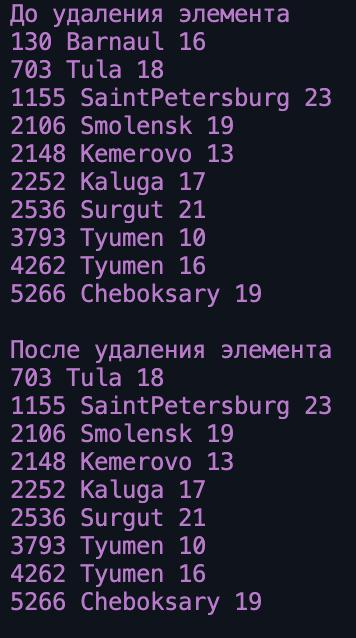 До удаления элемента
130 Barnaul 16
703 Tula 18
1155 SaintPetersburg 23
2106 Smolensk 19
2148 Kemerovo 13
2252 Kaluga 17
2536 Surgut 21
3793 Tyumen 10
4262 Tyumen 16
5266 Cheboksary 19

После удаления элемента
703 Tula 18
1155 SaintPetersburg 23
2106 Smolensk 19
2148 Kemerovo 13
2252 Kaluga 17
2536 Surgut 21
3793 Tyumen 10
4262 Tyumen 16
5266 Cheboksary 19